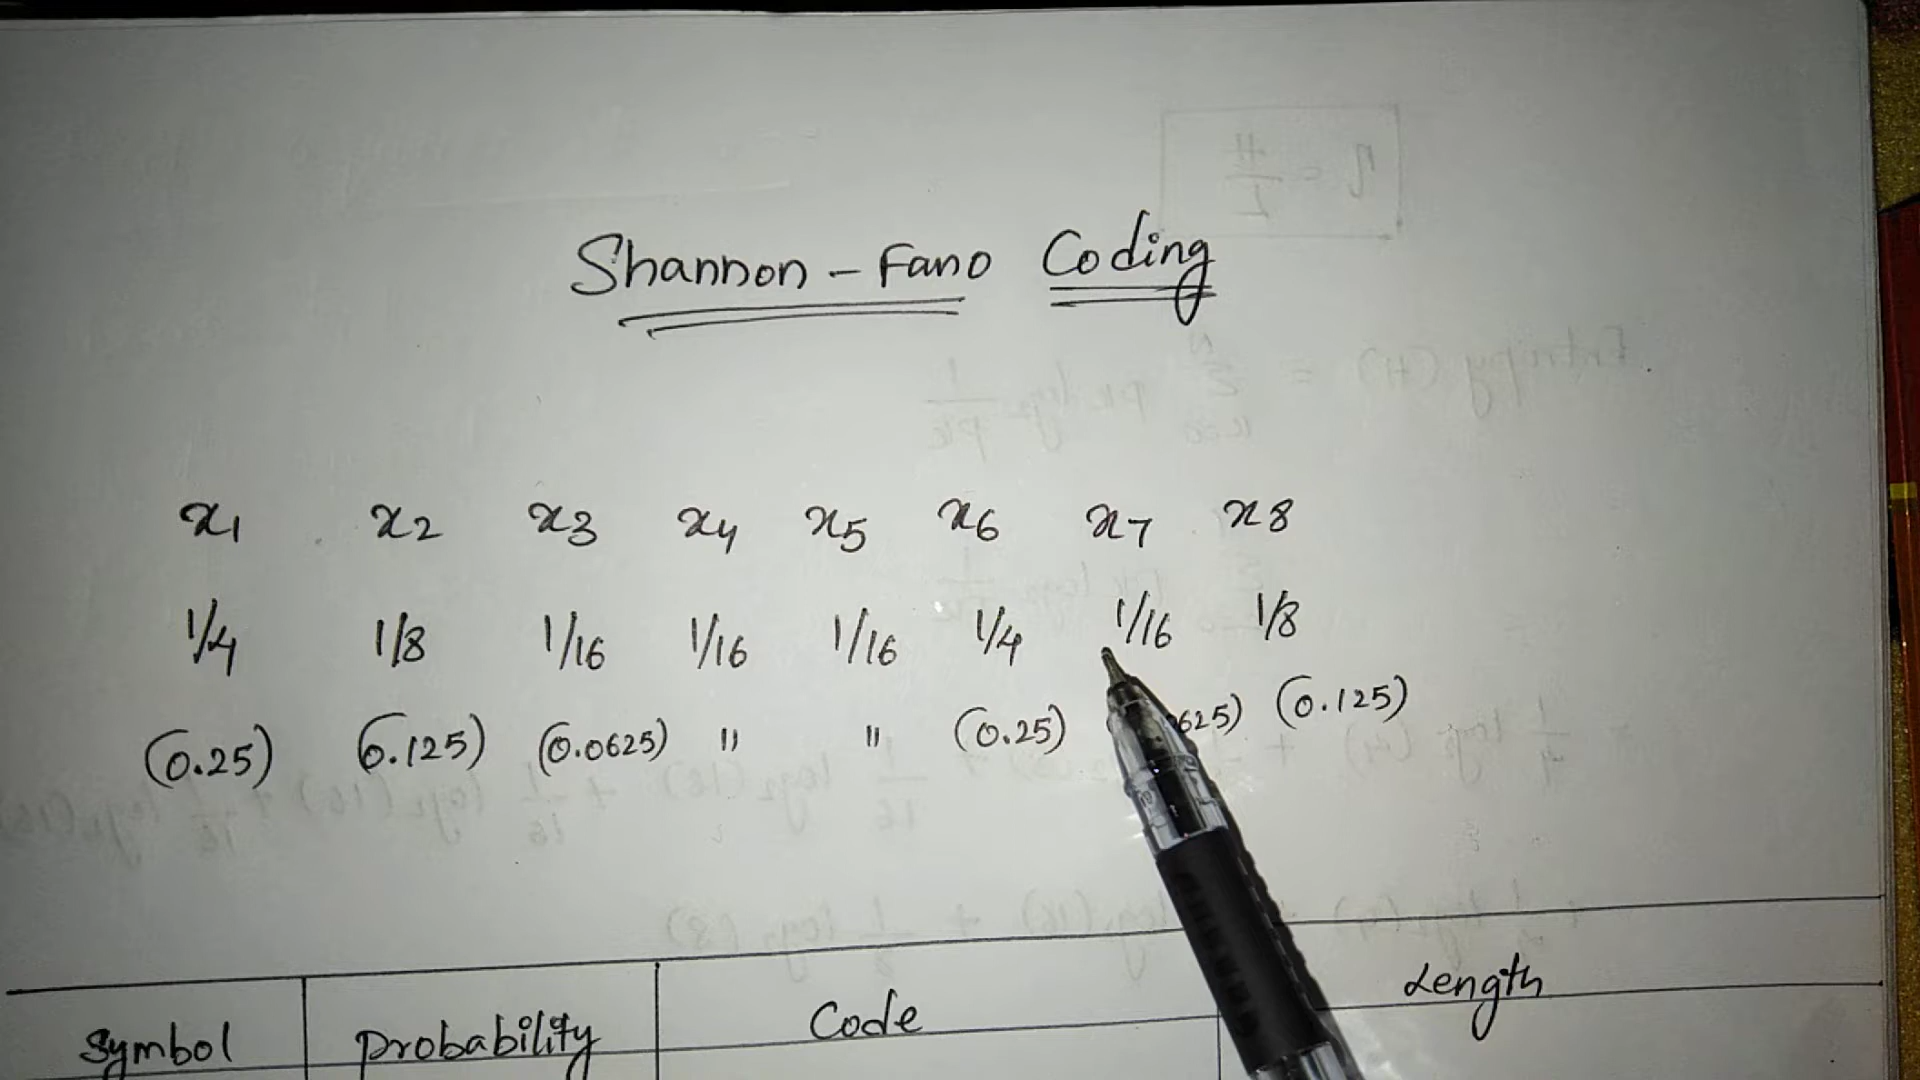 Shannon - Fano Coding
x1 x2 x3 x4 x5 x6 x7 x8
1/4 1/8 1/16 1/16 1/16 1/4 1/16 1/8
(0.25) (0.125) (0.0625) " " (0.25) 625) (0.125)
Symbol probability Code Length